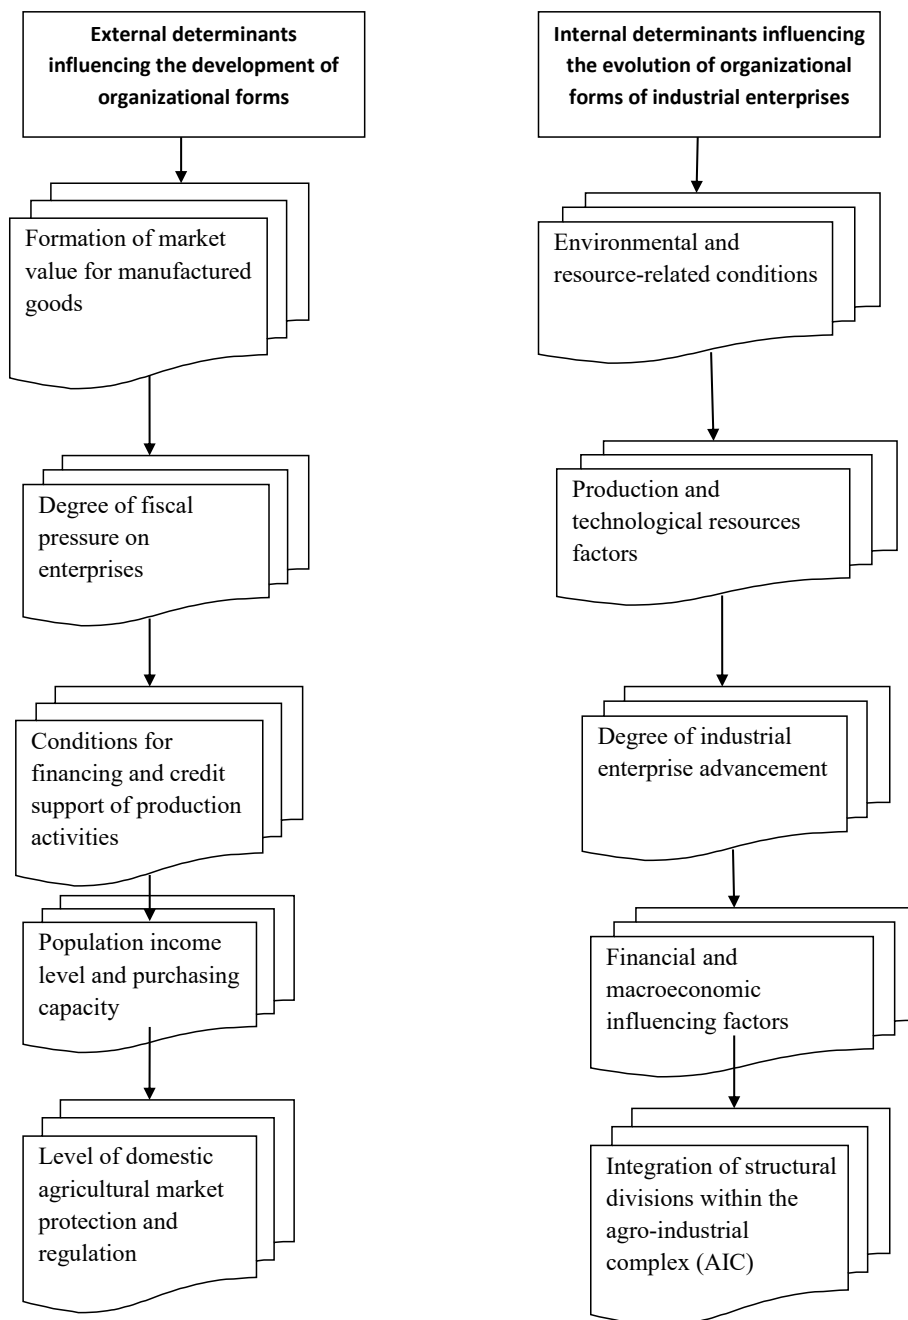 External determinants
influencing the development of
organizational forms
Formation of market
value for manufactured
goods
Degree of fiscal
pressure on
enterprises
Conditions for
financing and credit
support of production
activities
Population income
level and purchasing
capacity
Level of domestic
agricultural market
protection and
regulation
Internal determinants influencing
the evolution of organizational
forms of industrial enterprises
Environmental and
resource-related conditions
Production and
technological resources
factors
Degree of industrial
enterprise advancement
Financial and
macroeconomic
influencing factors
Integration of structural
divisions within the
agro-industrial
complex (AIC)